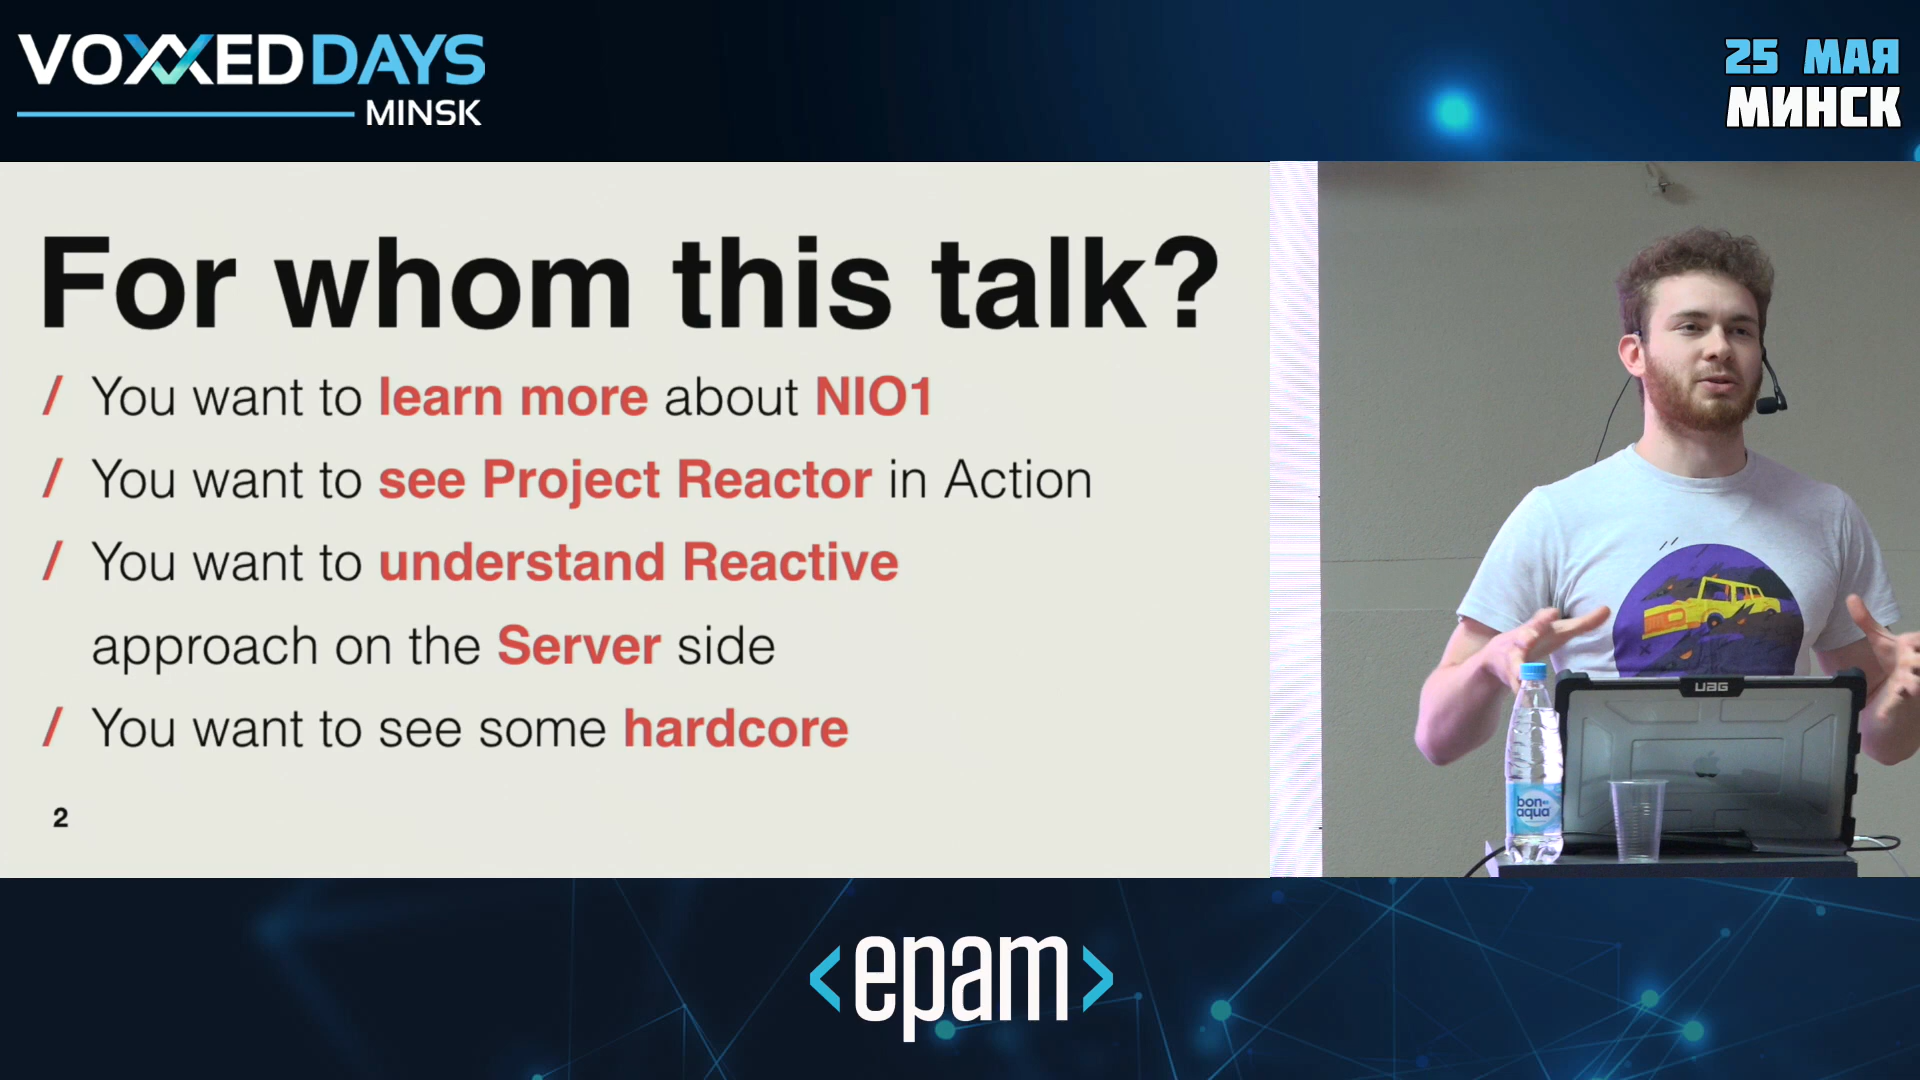 VOXXEDDAYS
MINSK
25 МАЯ
МИНСК
For whom this talk?
/ You want to learn more about NIO1
/ You want to see Project Reactor in Action
/ You want to understand Reactive
approach on the Server side
/ You want to see some hardcore
2
UAG
bon
aqua
<epam>